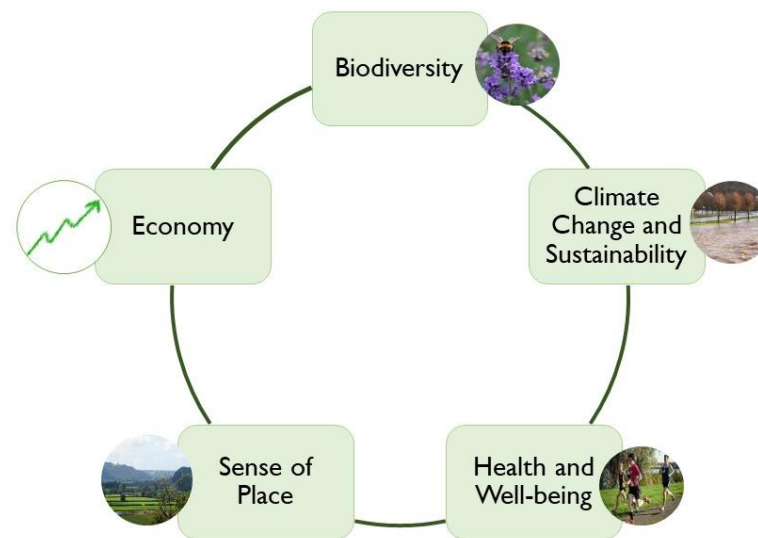 Biodiversity
Climate
Change and
Sustainability
Health and
Well-being
Sense of
Place
Economy